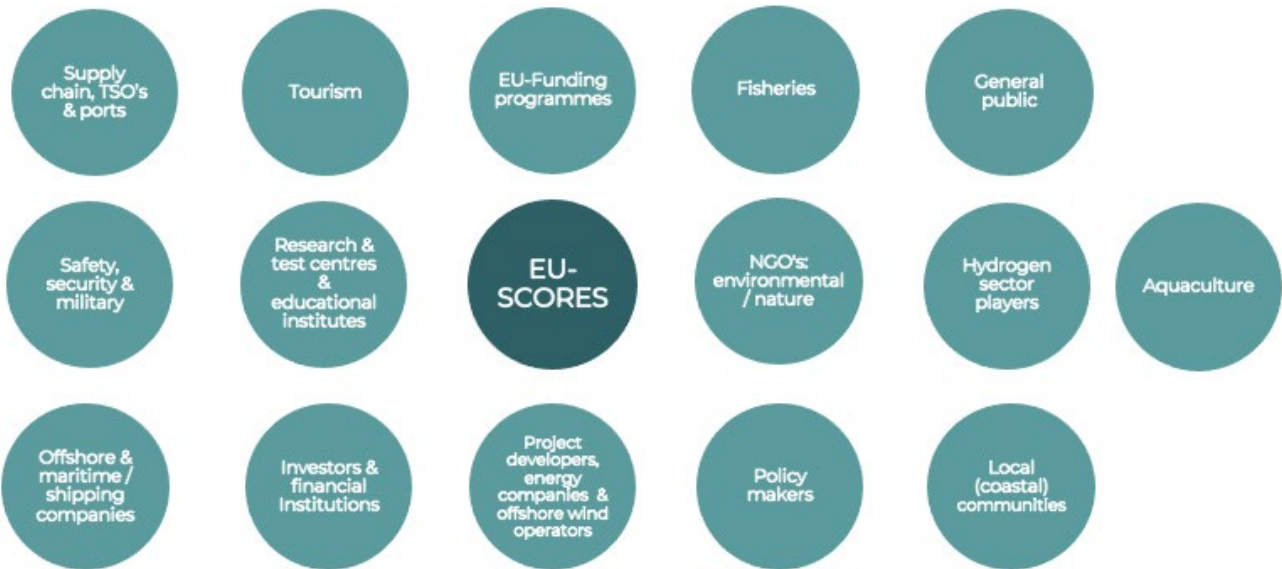 Supply
chain, TSO's
& ports
Tourism
EU-Funding
programmes
Fisheries
General
public
Safety,
security &
military
Research &
test centres
&
educational
institutes
EU-
SCORES
NGO's:
environmental
/ nature
Hydrogen
sector
players
Aquaculture
Offshore &
maritime /
shipping
companies
Investors &
financial
Institutions
Project
developers,
energy
companies &
offshore wind
operators
Policy
makers
Local
(coastal)
communities